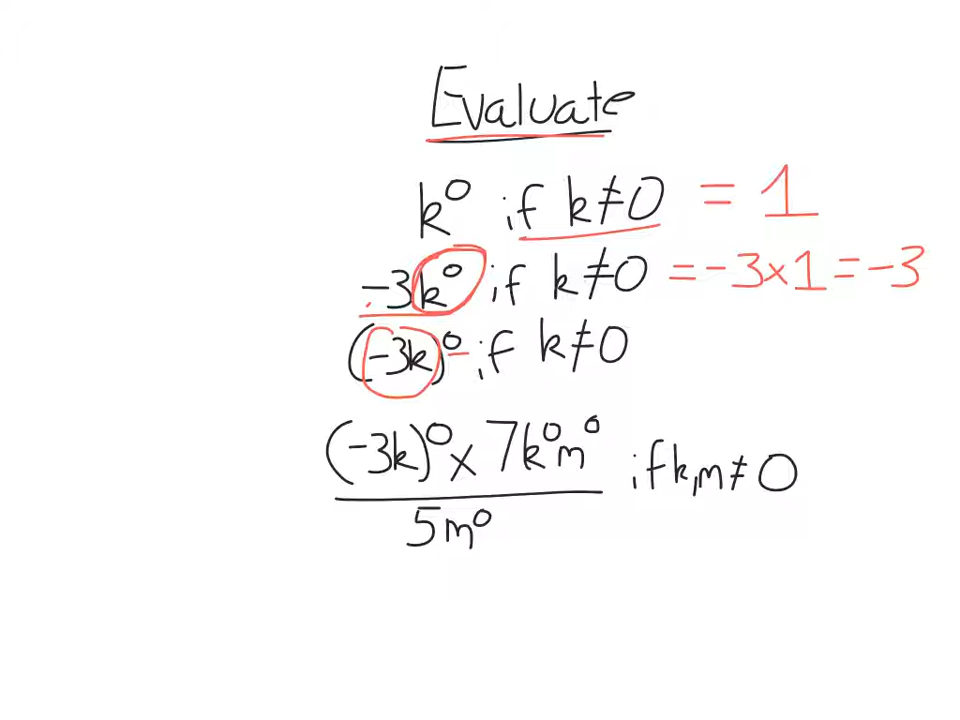 Evaluate
k⁰ if k≠0 = 1
-3k⁰ if k≠0 = -3×1 = -3
(-3k)⁰ if k≠0
(-3k)⁰ × 7k⁰m⁰
if k,m≠0
5m⁰